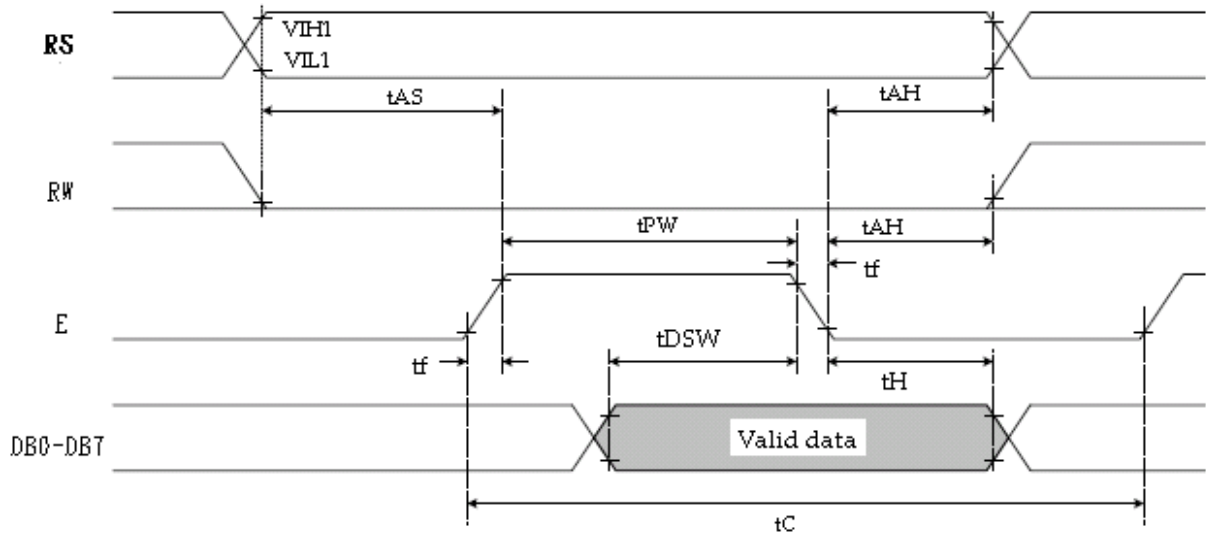 RS
VIH1
VIL1
tAS
tAH
RW
tPW
tAH
tf
E
tDSW
tf
tH
DB0-DB7
Valid data
tC